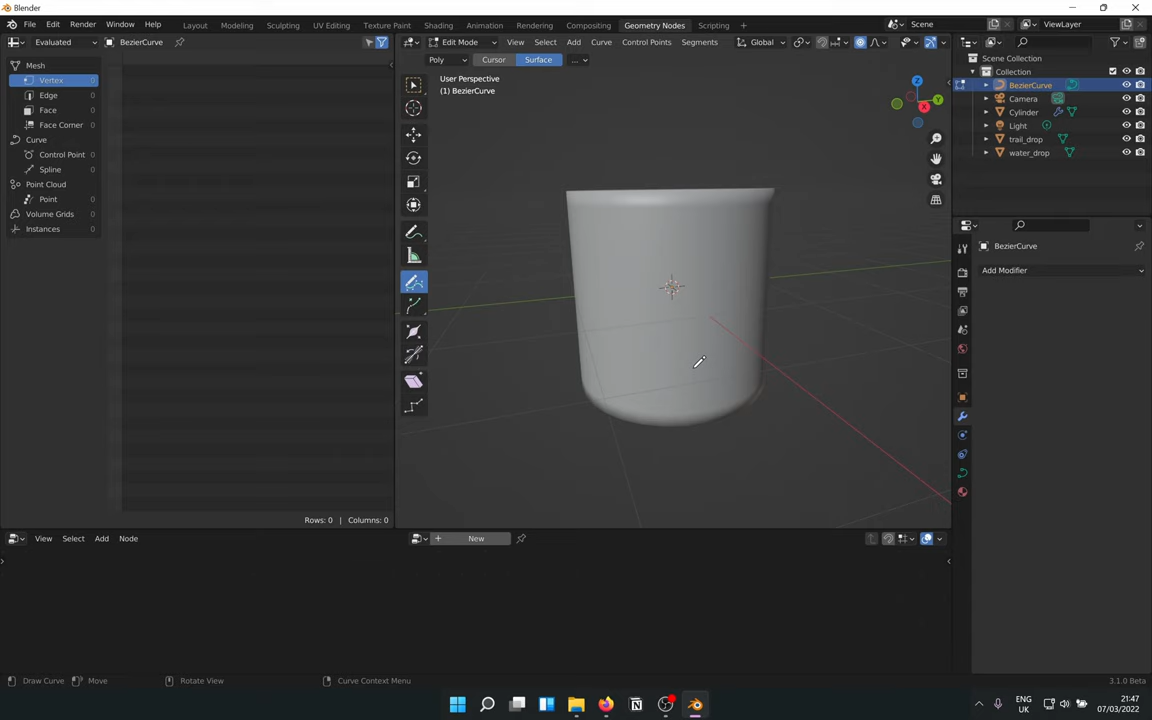 Blender
File Edit Render Window Help Layout Modeling Sculpting UV Editing Texture Paint Shading Animation Rendering Compositing Geometry Nodes Scripting + Scene ViewLayer
Evaluated BezierCurve Edit Mode View Select Add Curve Control Points Segments Global
Poly Cursor Surface ...
Mesh
Vertex 0
Edge 0
Face 0
Face Corner 0
Curve
Control Point 0
Spline 0
Point Cloud
Point 0
Volume Grids 0
Instances 0
Rows: 0 | Columns: 0
User Perspective
(1) BezierCurve
Z
Y
X
Scene Collection
Collection
BezierCurve
Camera
Cylinder
Light
trail_drop
water_drop
BezierCurve
Add Modifier
View Select Add Node + New
Draw Curve Move Rotate View Curve Context Menu 3.1.0 Beta
ENG
UK
21:47
07/03/2022